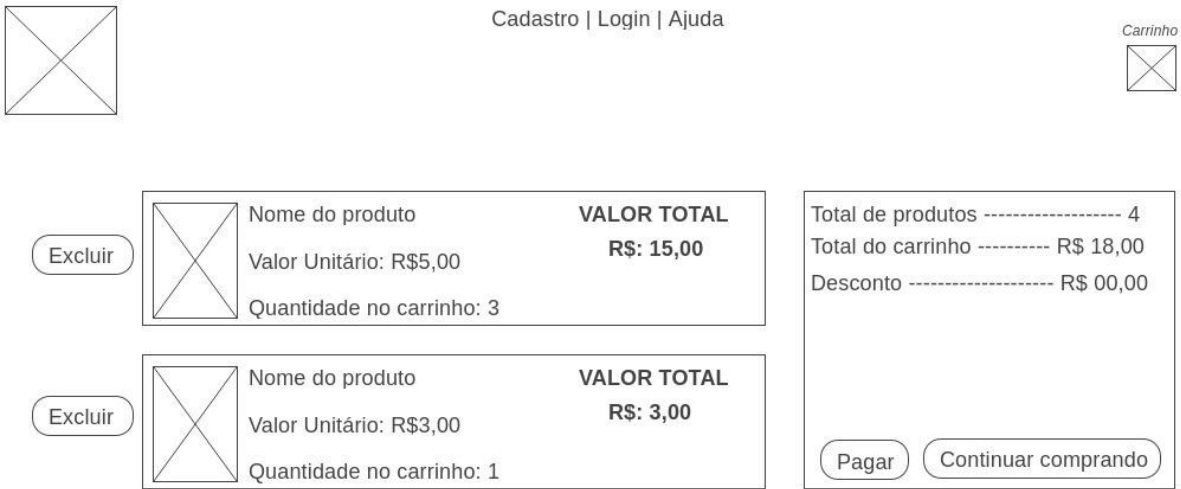 Cadastro | Login | Ajuda
Carrinho
Excluir
Nome do produto
Valor Unitário: R$5,00
Quantidade no carrinho: 3
VALOR TOTAL
R$: 15,00
Excluir
Nome do produto
Valor Unitário: R$3,00
Quantidade no carrinho: 1
VALOR TOTAL
R$: 3,00
Total de produtos ------------------- 4
Total do carrinho ---------- R$ 18,00
Desconto -------------------- R$ 00,00
Pagar
Continuar comprando